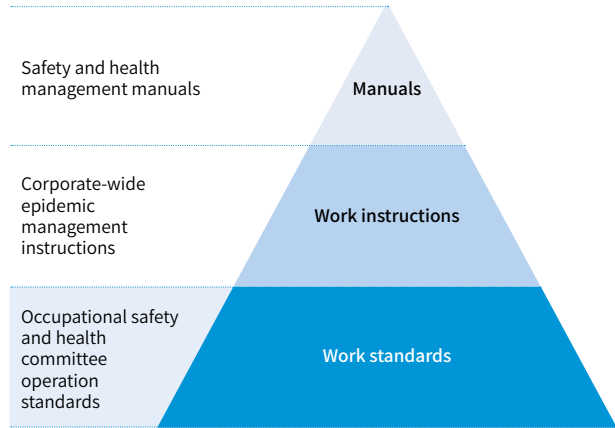 Safety and health
management manuals
Manuals
Corporate-wide
epidemic
management
instructions
Work instructions
Occupational safety
and health
committee
operation
standards
Work standards